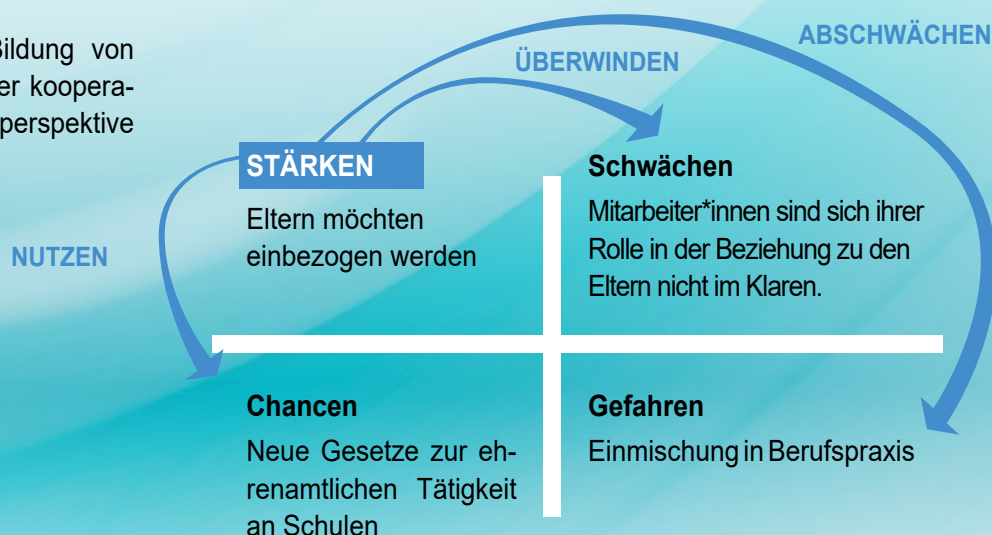 Bildung von
er koopera-
perspektive
ABSCHWÄCHEN
ÜBERWINDEN
NUTZEN
STÄRKEN
Eltern möchten
einbezogen werden
Schwächen
Mitarbeiter*innen sind sich ihrer
Rolle in der Beziehung zu den
Eltern nicht im Klaren.
Chancen
Neue Gesetze zur eh-
renamtlichen Tätigkeit
an Schulen
Gefahren
Einmischung in Berufspraxis